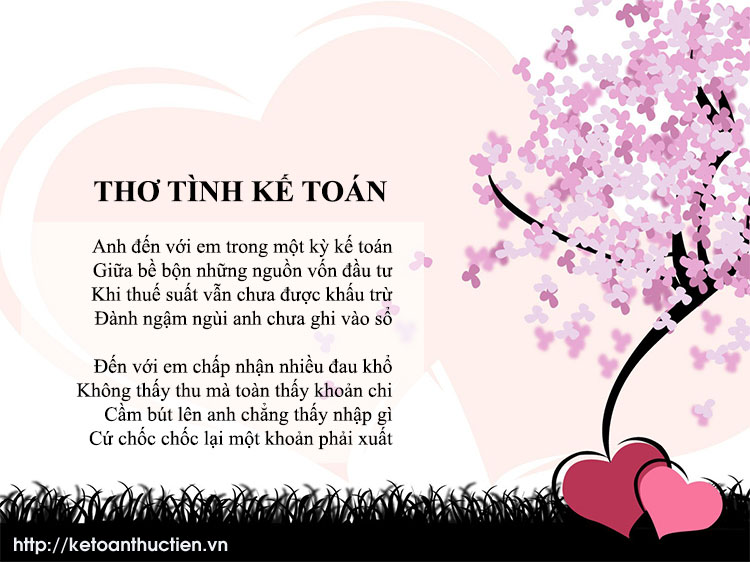 THƠ TÌNH KẾ TOÁN
Anh đến với em trong một kỳ kế toán
Giữa bề bộn những nguồn vốn đầu tư
Khi thuế suất vẫn chưa được khấu trừ
Đành ngậm ngùi anh chưa ghi vào sổ
Đến với em chấp nhận nhiều đau khổ
Không thấy thu mà toàn thấy khoản chi
Cầm bút lên anh chẳng thấy nhập gì
Cứ chốc chốc lại một khoản phải xuất
http://ketoanthuctien.vn